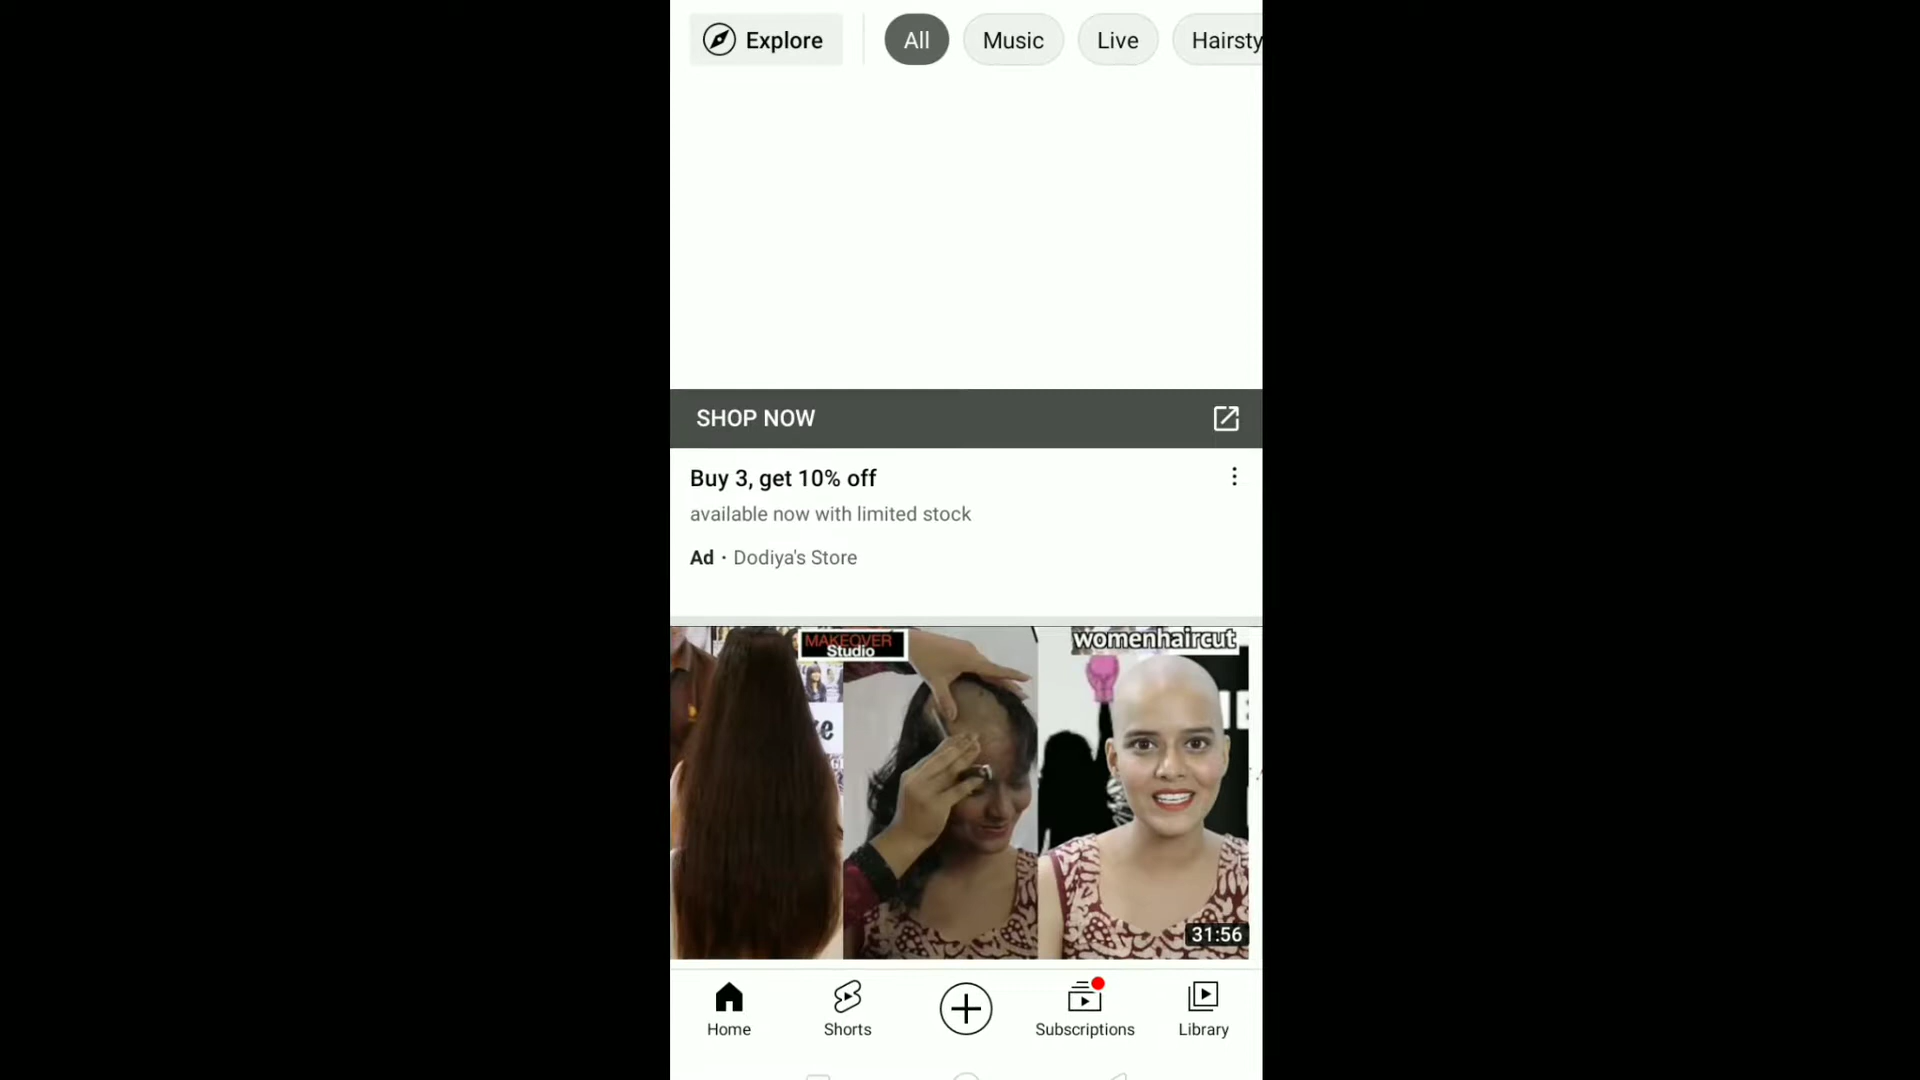 Explore
All
Music
Live
Hairsty
SHOP NOW
Buy 3, get 10% off
available now with limited stock
Ad · Dodiya's Store
MAKEOVER
Studio
womenhaircut
31:56
Home
Shorts
Subscriptions
Library